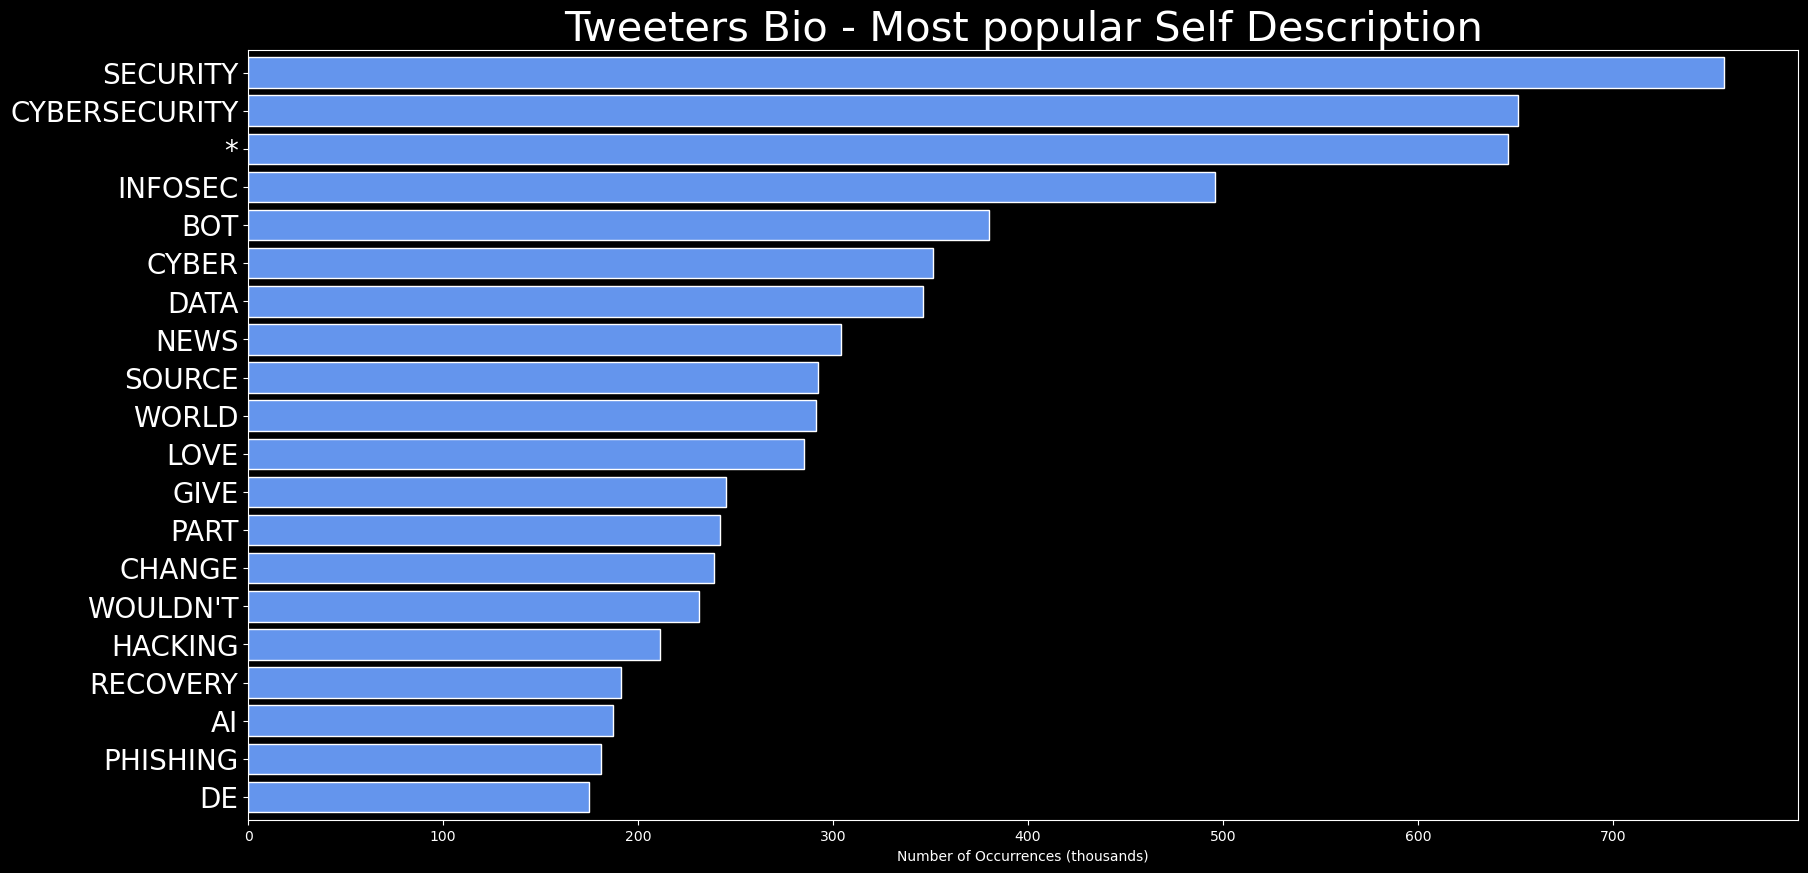 Tweeters Bio - Most popular Self Description
SECURITY
CYBERSECURITY
*
INFOSEC
BOT
CYBER
DATA
NEWS
SOURCE
WORLD
LOVE
GIVE
PART
CHANGE
WOULDN'T
HACKING
RECOVERY
AI
PHISHING
DE
0 100 200 300 400 500 600 700
Number of Occurrences (thousands)